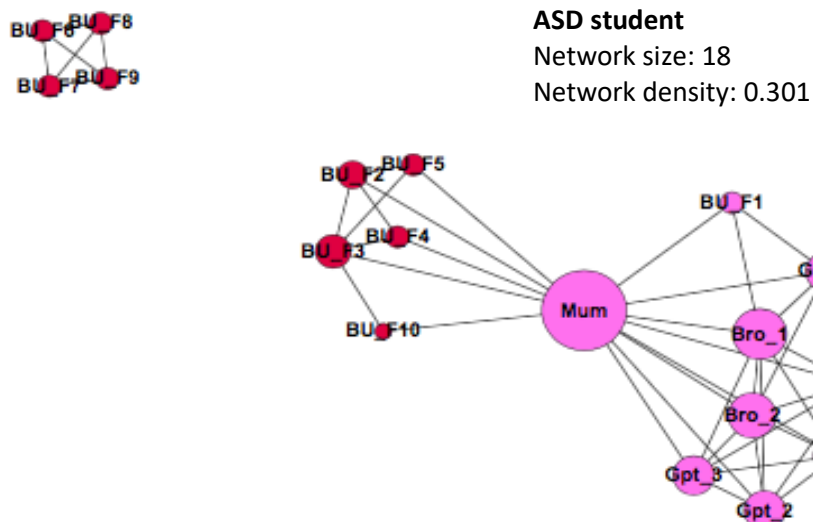 BU_F6
BU_F8
BU_F7
BU_F9
ASD student
Network size: 18
Network density: 0.301
BU_F2
BU_F5
BU_F1
BU_F4
BU_F3
BU_F10
Mum
Bro_1
Bro_2
Gpt_3
Gpt_2